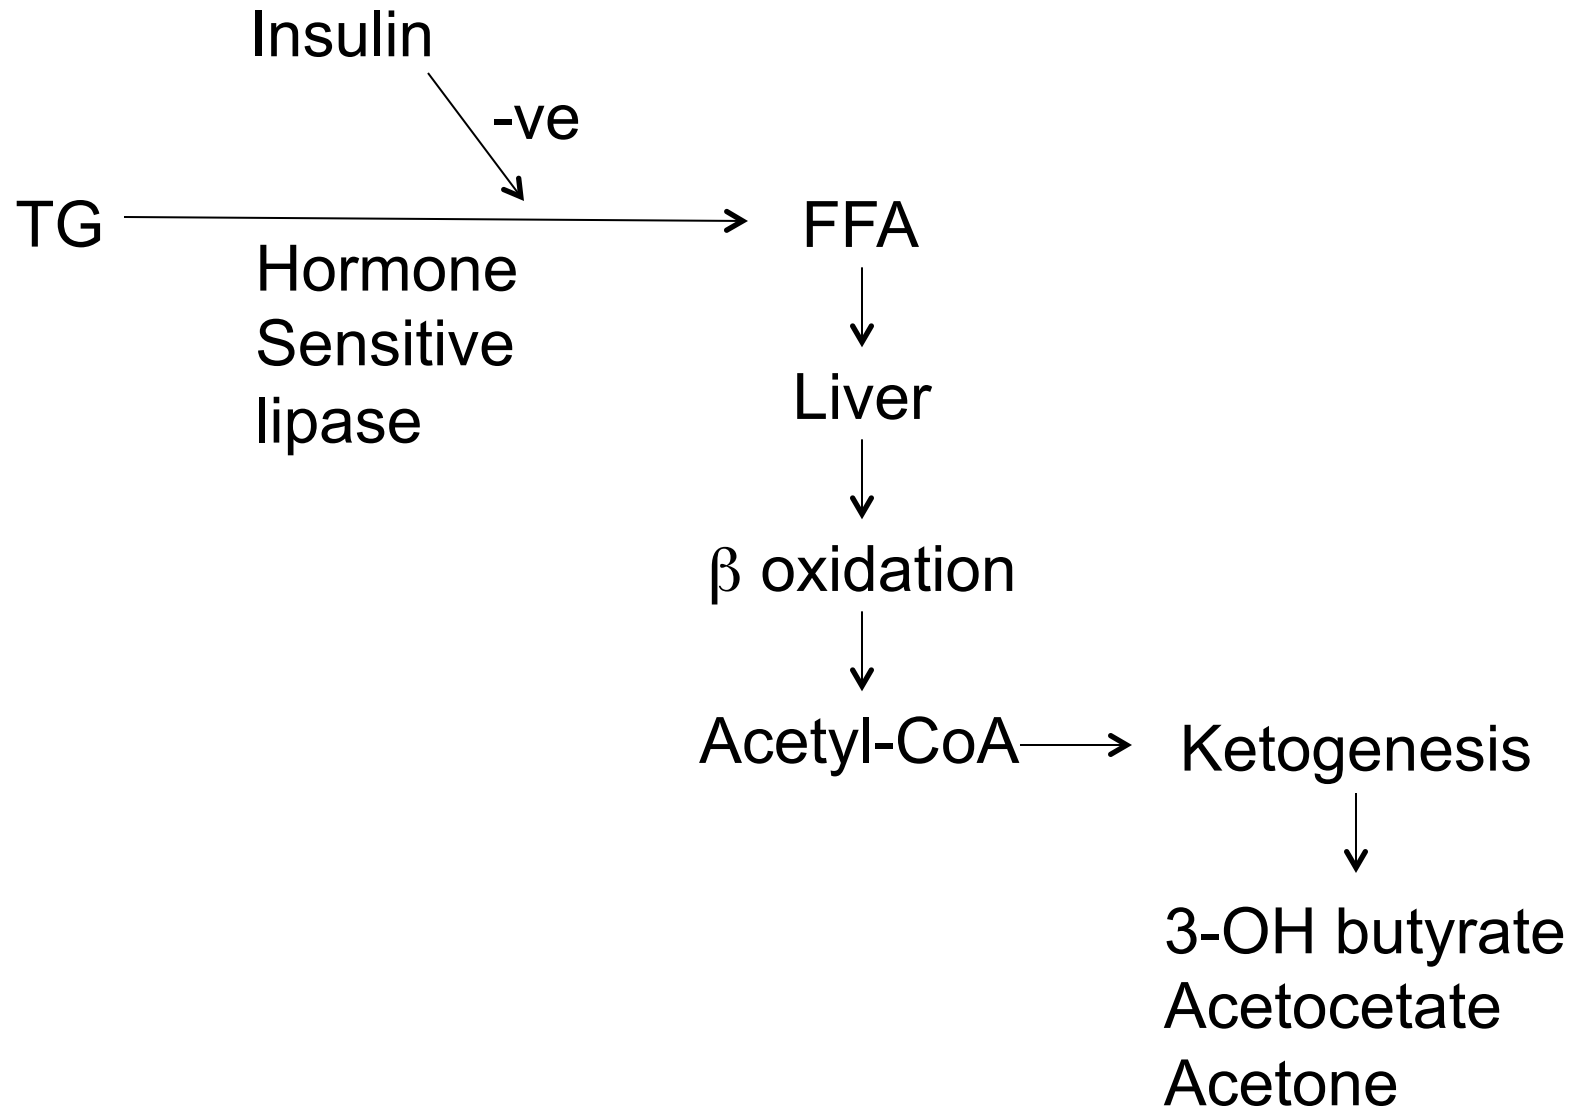 Insulin
-ve
TG
FFA
Hormone
Sensitive
lipase
Liver
β oxidation
Acetyl-CoA
Ketogenesis
3-OH butyrate
Acetocetate
Acetone